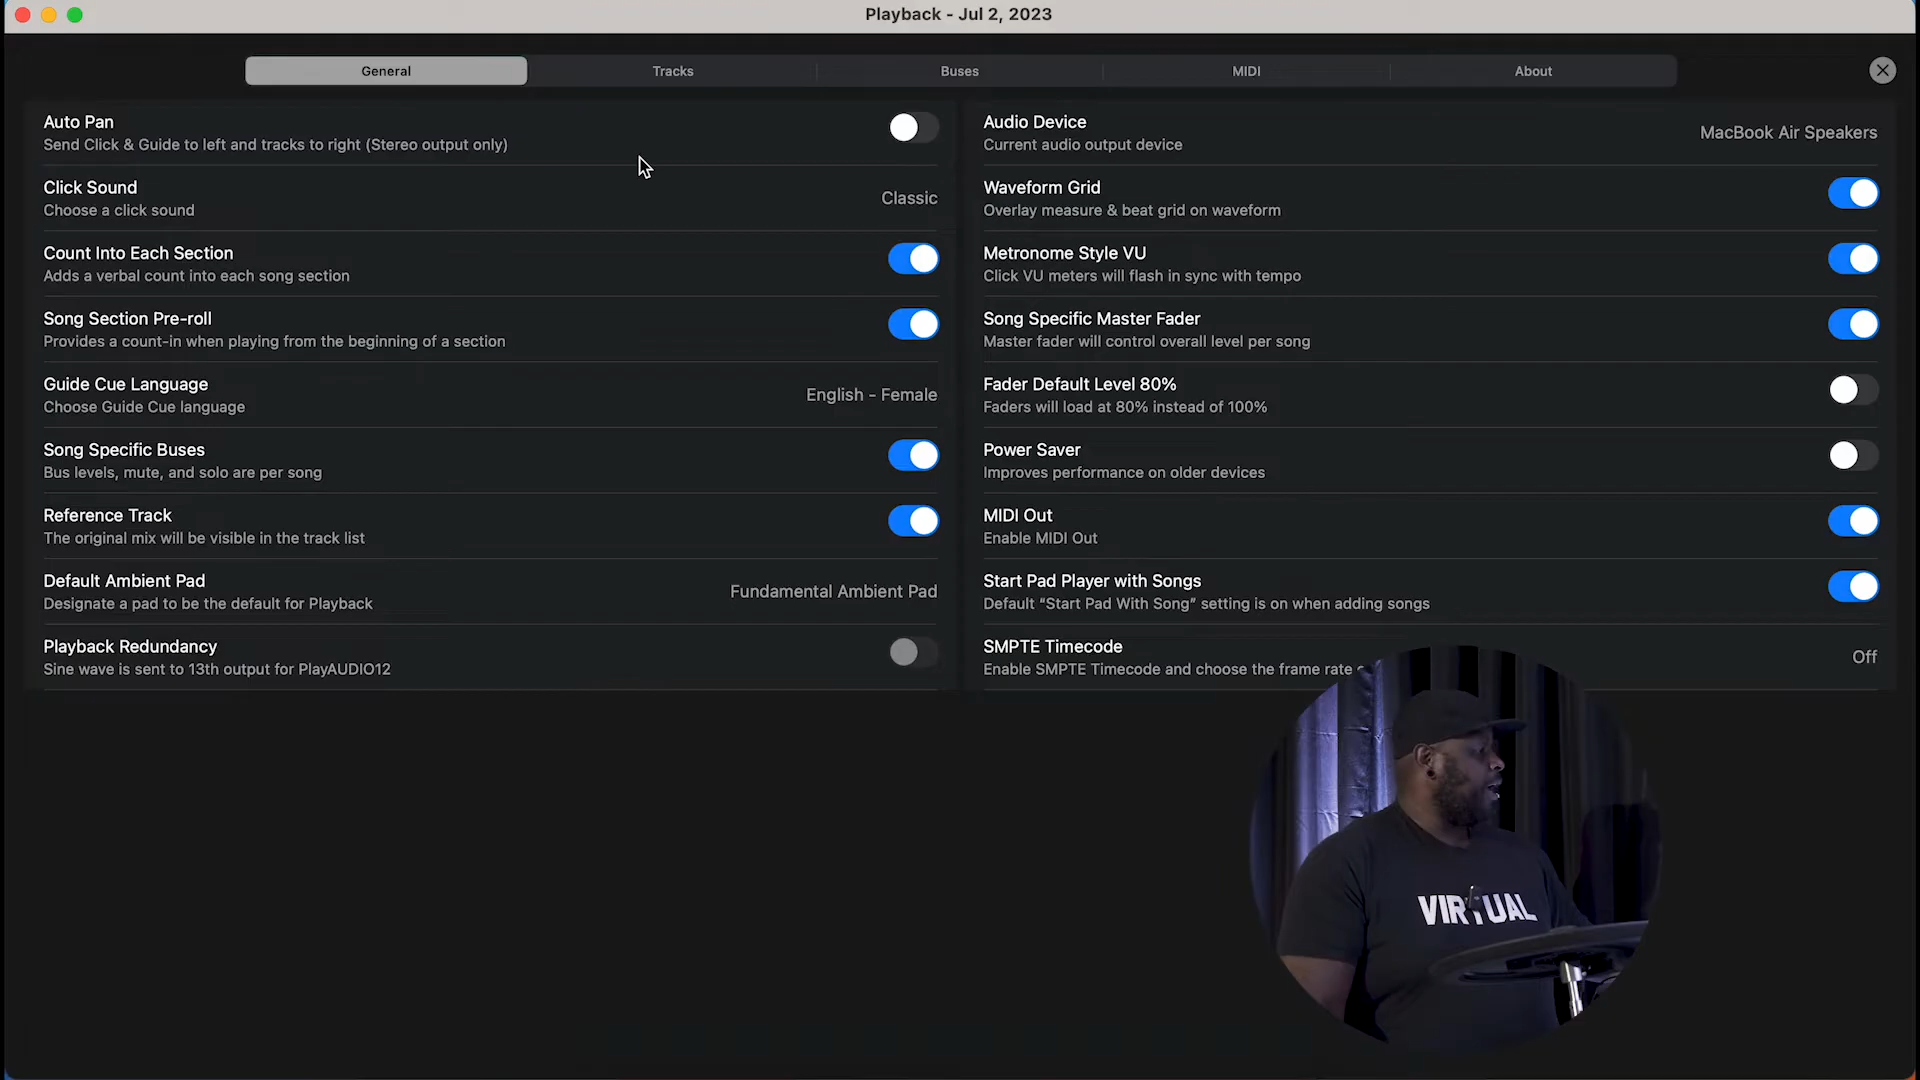 Playback - Jul 2, 2023
General
Tracks
Buses
MIDI
About
Auto Pan
Send Click & Guide to left and tracks to right (Stereo output only)
Click Sound
Choose a click sound
Classic
Count Into Each Section
Adds a verbal count into each song section
Song Section Pre-roll
Provides a count-in when playing from the beginning of a section
Guide Cue Language
Choose Guide Cue language
English - Female
Song Specific Buses
Bus levels, mute, and solo are per song
Reference Track
The original mix will be visible in the track list
Default Ambient Pad
Designate a pad to be the default for Playback
Fundamental Ambient Pad
Playback Redundancy
Sine wave is sent to 13th output for PlayAUDIO12
Audio Device
Current audio output device
MacBook Air Speakers
Waveform Grid
Overlay measure & beat grid on waveform
Metronome Style VU
Click VU meters will flash in sync with tempo
Song Specific Master Fader
Master fader will control overall level per song
Fader Default Level 80%
Faders will load at 80% instead of 100%
Power Saver
Improves performance on older devices
MIDI Out
Enable MIDI Out
Start Pad Player with Songs
Default “Start Pad With Song” setting is on when adding songs
SMPTE Timecode
Enable SMPTE Timecode and choose the frame rate
Off
VIRTUAL